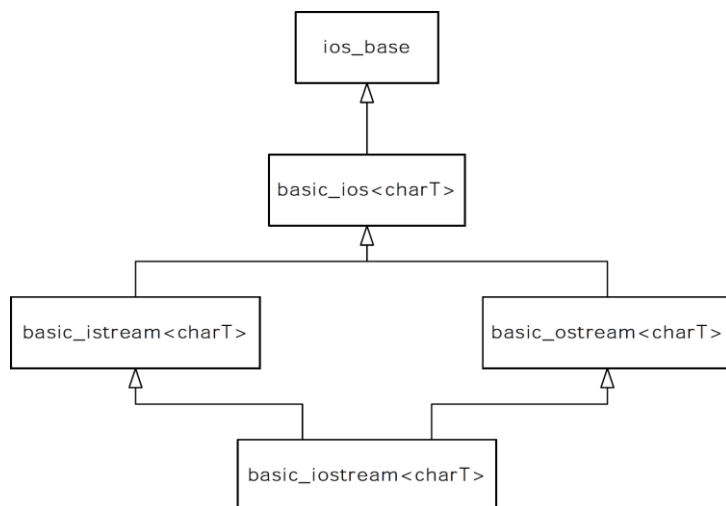 ios_base
basic_ios<charT>
basic_istream<charT>
basic_ostream<charT>
basic_iostream<charT>